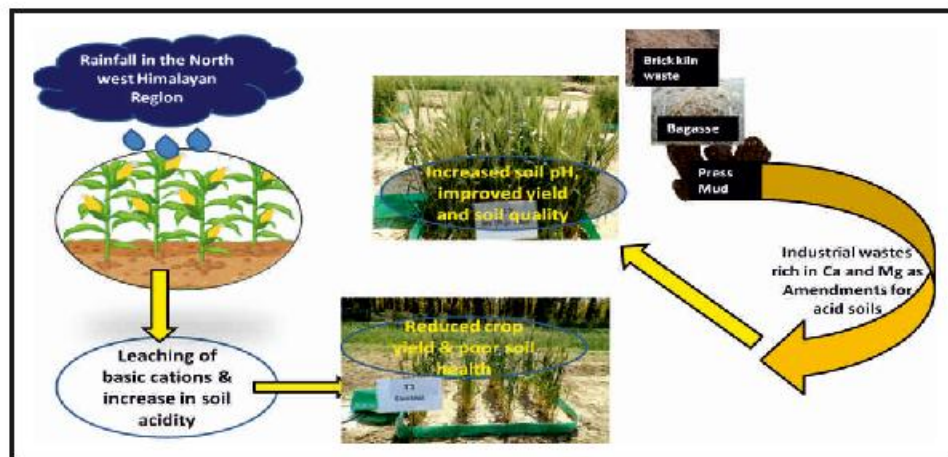 Rainfall in the North
west Himalayan
Region
Leaching of
basic cations &
increase in soil
acidity
Increased soil pH,
improved yield
and soil quality
Reduced crop
yield & poor soil
health
T1
Control
Brick kiln
waste
Bagasse
Press
Mud
Industrial wastes
rich in Ca and Mg as
Amendments for
acid soils